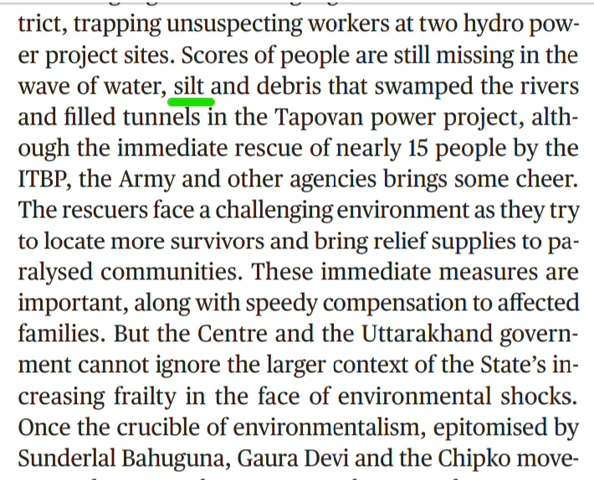 trict, trapping unsuspecting workers at two hydro pow-
er project sites. Scores of people are still missing in the
wave of water, silt and debris that swamped the rivers
and filled tunnels in the Tapovan power project, alth-
ough the immediate rescue of nearly 15 people by the
ITBP, the Army and other agencies brings some cheer.
The rescuers face a challenging environment as they try
to locate more survivors and bring relief supplies to pa-
ralysed communities. These immediate measures are
important, along with speedy compensation to affected
families. But the Centre and the Uttarakhand govern-
ment cannot ignore the larger context of the State’s in-
creasing frailty in the face of environmental shocks.
Once the crucible of environmentalism, epitomised by
Sunderlal Bahuguna, Gaura Devi and the Chipko move-